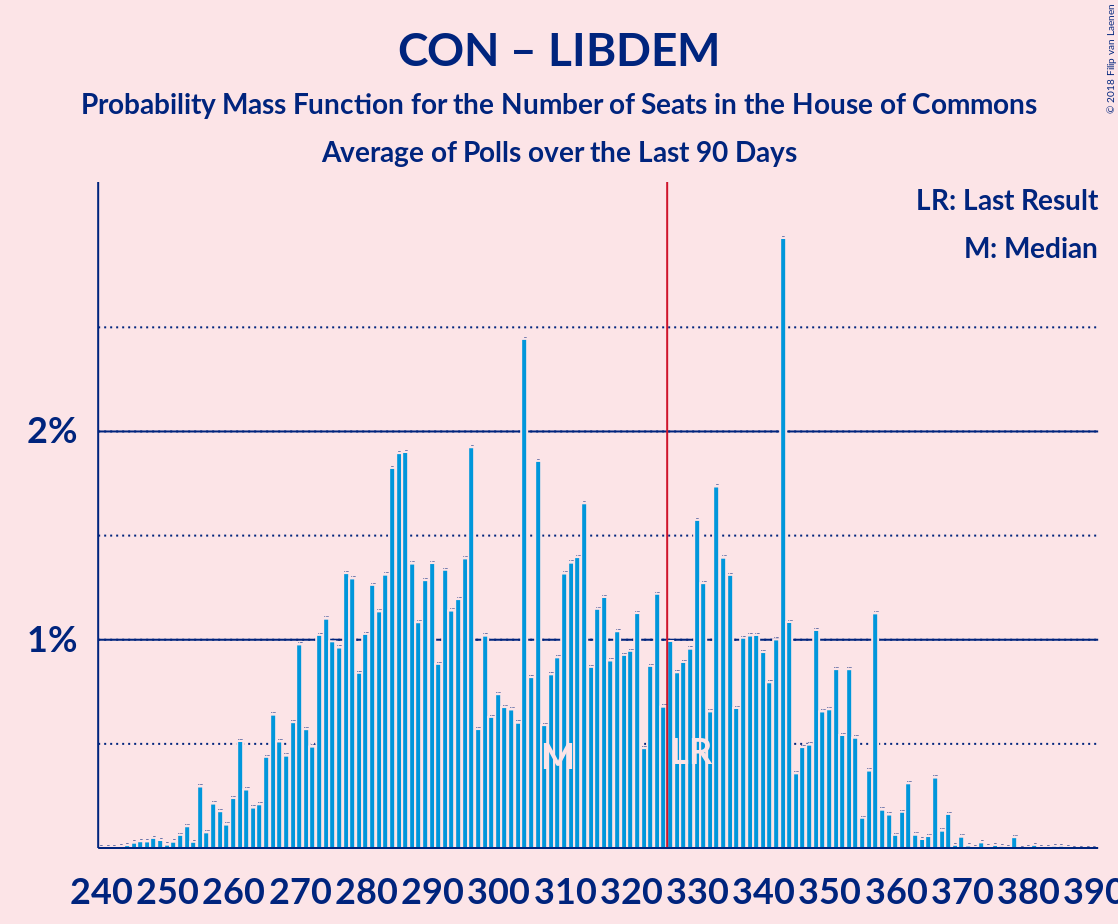 CON – LIBDEM
Probability Mass Function for the Number of Seats in the House of Commons
Average of Polls over the Last 90 Days
© 2018 Filip van Laenen
LR: Last Result
M: Median
2%
1%
M
LR
240 250 260 270 280 290 300 310 320 330 340 350 360 370 380 390